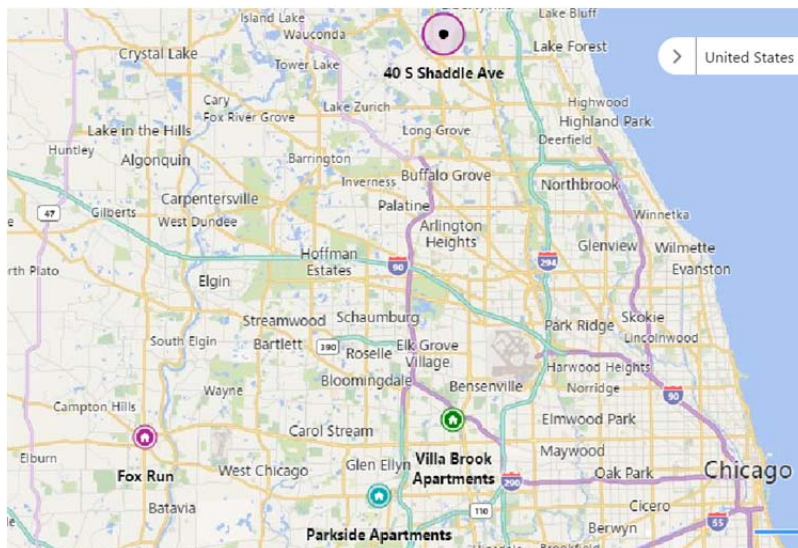 Lake Bluff
Island Lake
Wauconda
Lake Forest
Crystal Lake
Tower Lake
United States
40 S Shaddle Ave
Cary
Fox River Grove
Lake Zurich
Highwood
Highland Park
Lake in the Hills
Long Grove
Deerfield
Huntley
Algonquin
Barrington
Inverness
Buffalo Grove
Northbrook
Carpentersville
Palatine
47
Gilberts
West Dundee
Arlington
Heights
Winnetka
Glenview
Wilmette
Hoffman
Estates
90
294
Evanston
rth Plato
Elgin
Streamwood
Schaumburg
Skokie
Park Ridge
Lincolnwood
South Elgin
Bartlett
390
Roselle
Elk Grove
Village
Harwood Heights
Bloomingdale
Bensenville
Norridge
Wayne
90
Campton Hills
Carol Stream
Elmwood Park
Elburn
Fox Run
West Chicago
Glen Ellyn
Villa Brook
Apartments
Maywood
Oak Park
Chicago
290
Batavia
110
Cicero
55
Parkside Apartments
Berwyn